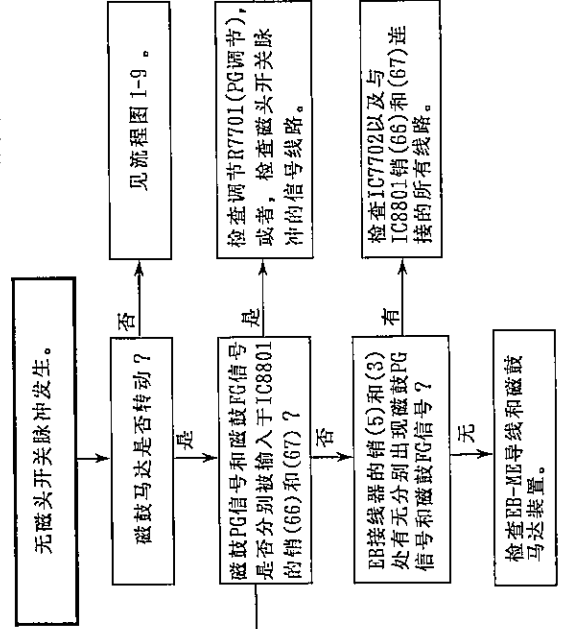 无磁头开关脉冲发生。
磁鼓马达是否转动？
否
见流程图1-9。
是
磁鼓PG信号和磁鼓FG信号
是否分别被输入于IC8801
的销(66)和(67)？
是
检查调节R7701(PG调节)，
或者，检查磁头开关脉
冲的信号线路。
否
EB接线器的销(5)和(3)
处有无分别出现磁鼓PG
信号和磁鼓FG信号？
有
检查IC7702以及与
IC8801销(66)和(67)连
接的所有线路。
无
检查EB-ME导线和磁鼓
马达装置。